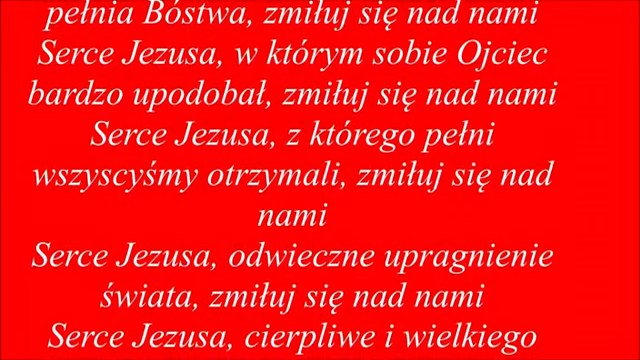 pełnia Bóstwa, zmiłuj się nad nami
Serce Jezusa, w którym sobie Ojciec
bardzo upodobał, zmiłuj się nad nami
Serce Jezusa, z którego pełni
wszyscyśmy otrzymali, zmiłuj się nad
nami
Serce Jezusa, odwieczne upragnienie
świata, zmiłuj się nad nami
Serce Jezusa, cierpliwe i wielkiego